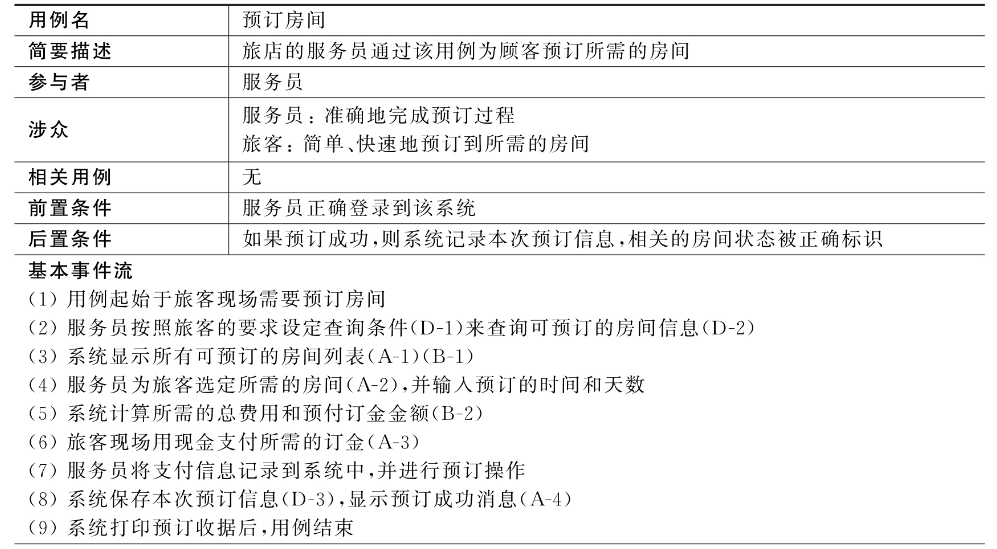 用例名 预订房间
简要描述 旅店的服务员通过该用例为顾客预订所需的房间
参与者 服务员
涉众 服务员：准确地完成预订过程
旅客：简单、快速地预订到所需的房间
相关用例 无
前置条件 服务员正确登录到该系统
后置条件 如果预订成功,则系统记录本次预订信息,相关的房间状态被正确标识
基本事件流
(1) 用例起始于旅客现场需要预订房间
(2) 服务员按照旅客的要求设定查询条件(D-1)来查询可预订的房间信息(D-2)
(3) 系统显示所有可预订的房间列表(A-1)(B-1)
(4) 服务员为旅客选定所需的房间(A-2),并输入预订的时间和天数
(5) 系统计算所需的总费用和预付订金金额(B-2)
(6) 旅客现场用现金支付所需的订金(A-3)
(7) 服务员将支付信息记录到系统中,并进行预订操作
(8) 系统保存本次预订信息(D-3),显示预订成功消息(A-4)
(9) 系统打印预订收据后,用例结束